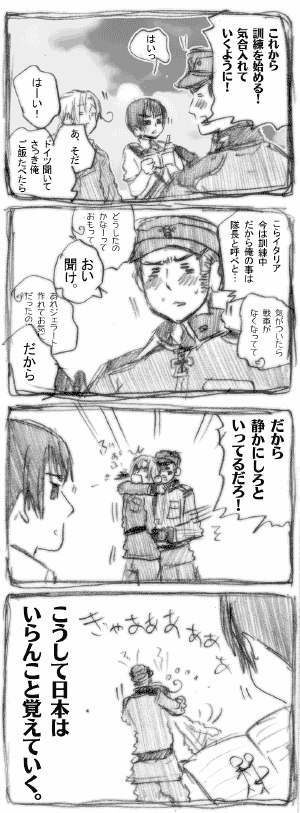 これから
訓練を始める！
気合入れて
いくように！
はいっ
はーい！
あ、そだ
ドイツ聞いて
さっき俺
ご飯たべたら
こらイタリア
今は訓練中
だから俺の事は
隊長と呼べと…
どうしたの
かなーって
おもって
おい
聞け。
気がついたら
戦車が
なくなってて
あれジェラート
作れてお気に
だったの
だから
だから
静かにしろと
いってるだろ！
きゃあああぁぁぁ
こうして日本は
いらんこと覚えていく。